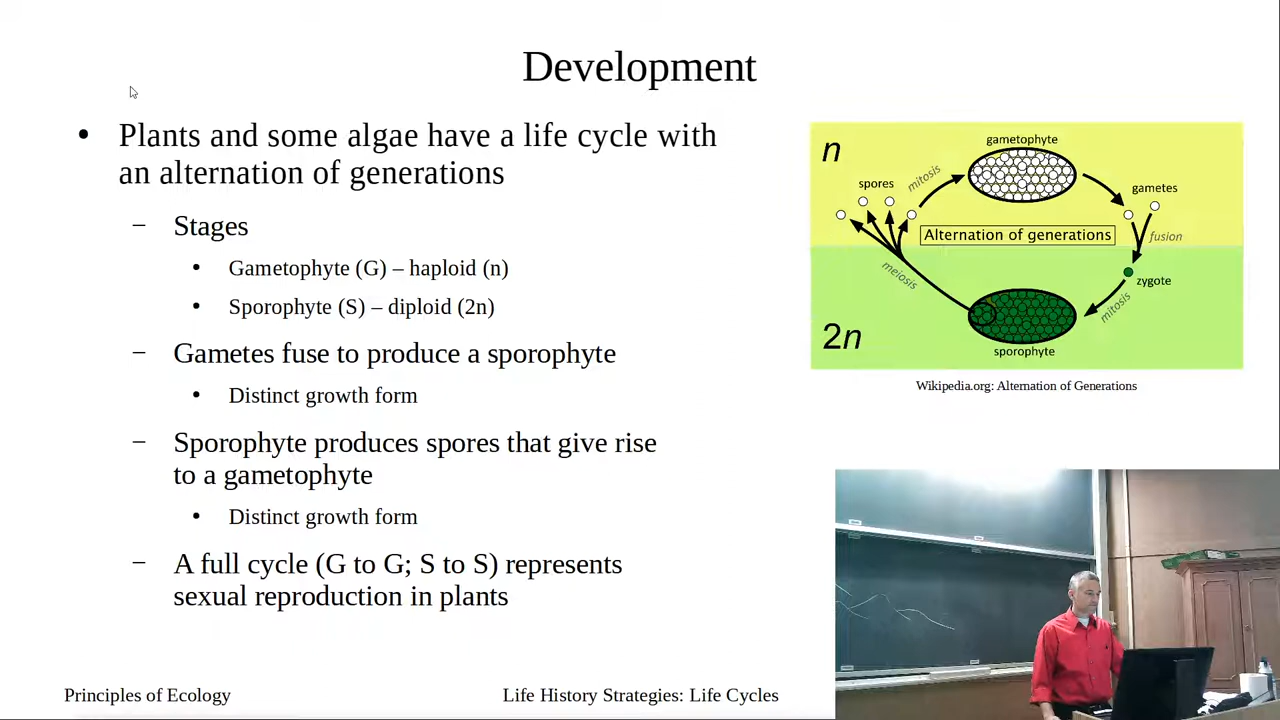 Development
• Plants and some algae have a life cycle with
an alternation of generations
– Stages
• Gametophyte (G) – haploid (n)
• Sporophyte (S) – diploid (2n)
– Gametes fuse to produce a sporophyte
• Distinct growth form
– Sporophyte produces spores that give rise
to a gametophyte
• Distinct growth form
– A full cycle (G to G; S to S) represents
sexual reproduction in plants
n
gametophyte
mitosis
spores
gametes
Alternation of generations
fusion
meiosis
zygote
mitosis
2n
sporophyte
Wikipedia.org: Alternation of Generations
Principles of Ecology
Life History Strategies: Life Cycles